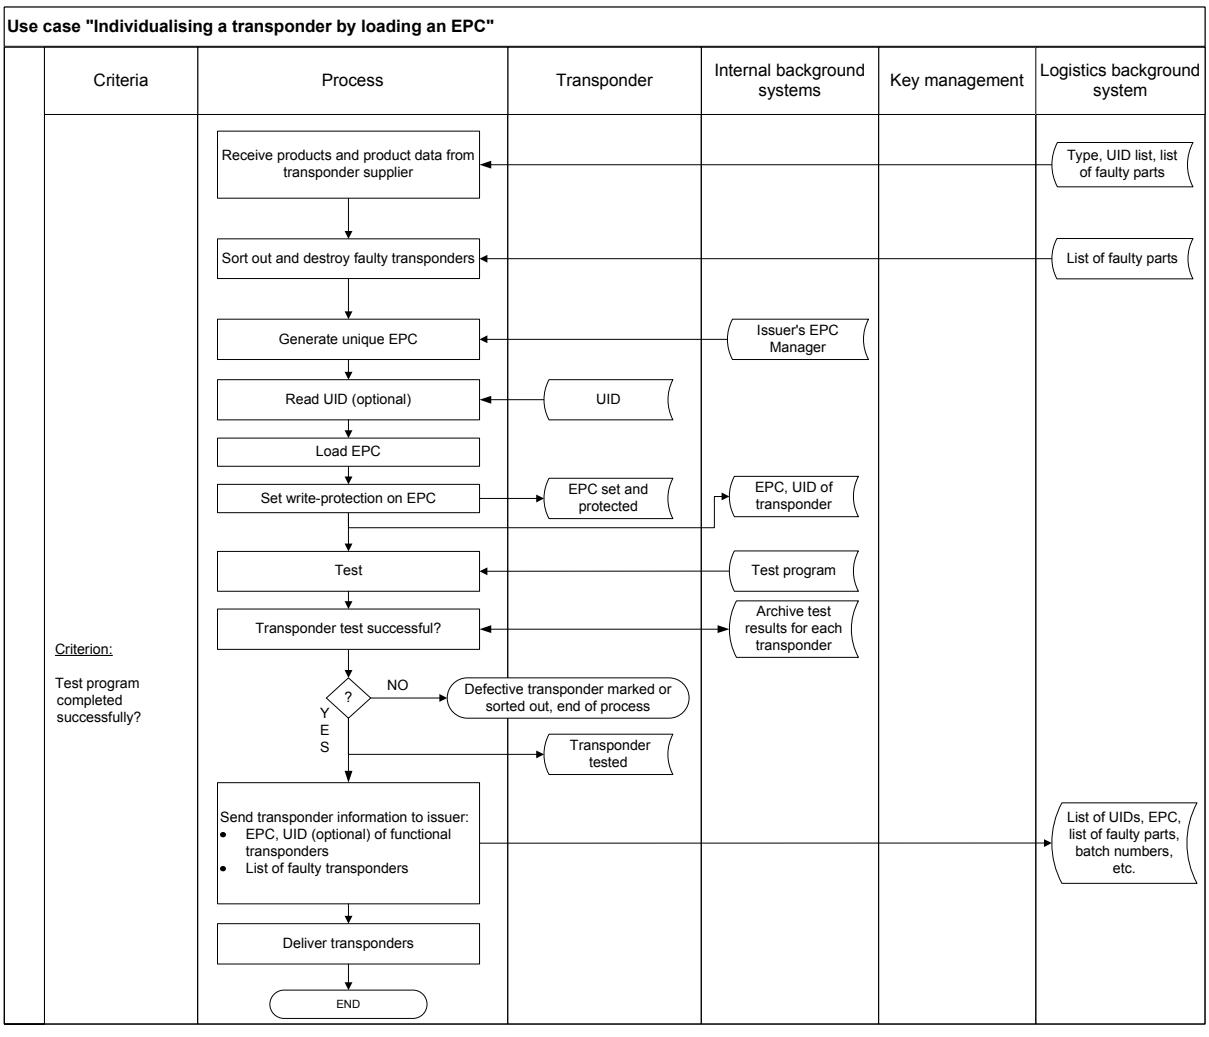 Use case "Individualising a transponder by loading an EPC"
Criteria
Process
Transponder
Internal background
systems
Key management
Logistics background
system
Receive products and product data from
transponder supplier
Type, UID list, list
of faulty parts
Sort out and destroy faulty transponders
List of faulty parts
Generate unique EPC
Issuer's EPC
Manager
Read UID (optional)
UID
Load EPC
Set write-protection on EPC
EPC set and
protected
EPC, UID of
transponder
Test
Test program
Transponder test successful?
Archive test
results for each
transponder
Criterion:
Test program
completed
successfully?
?
NO
Defective transponder marked or
sorted out, end of process
Y
E
S
Transponder
tested
Send transponder information to issuer:
• EPC, UID (optional) of functional
transponders
• List of faulty transponders
List of UIDs, EPC,
list of faulty parts,
batch numbers,
etc.
Deliver transponders
END